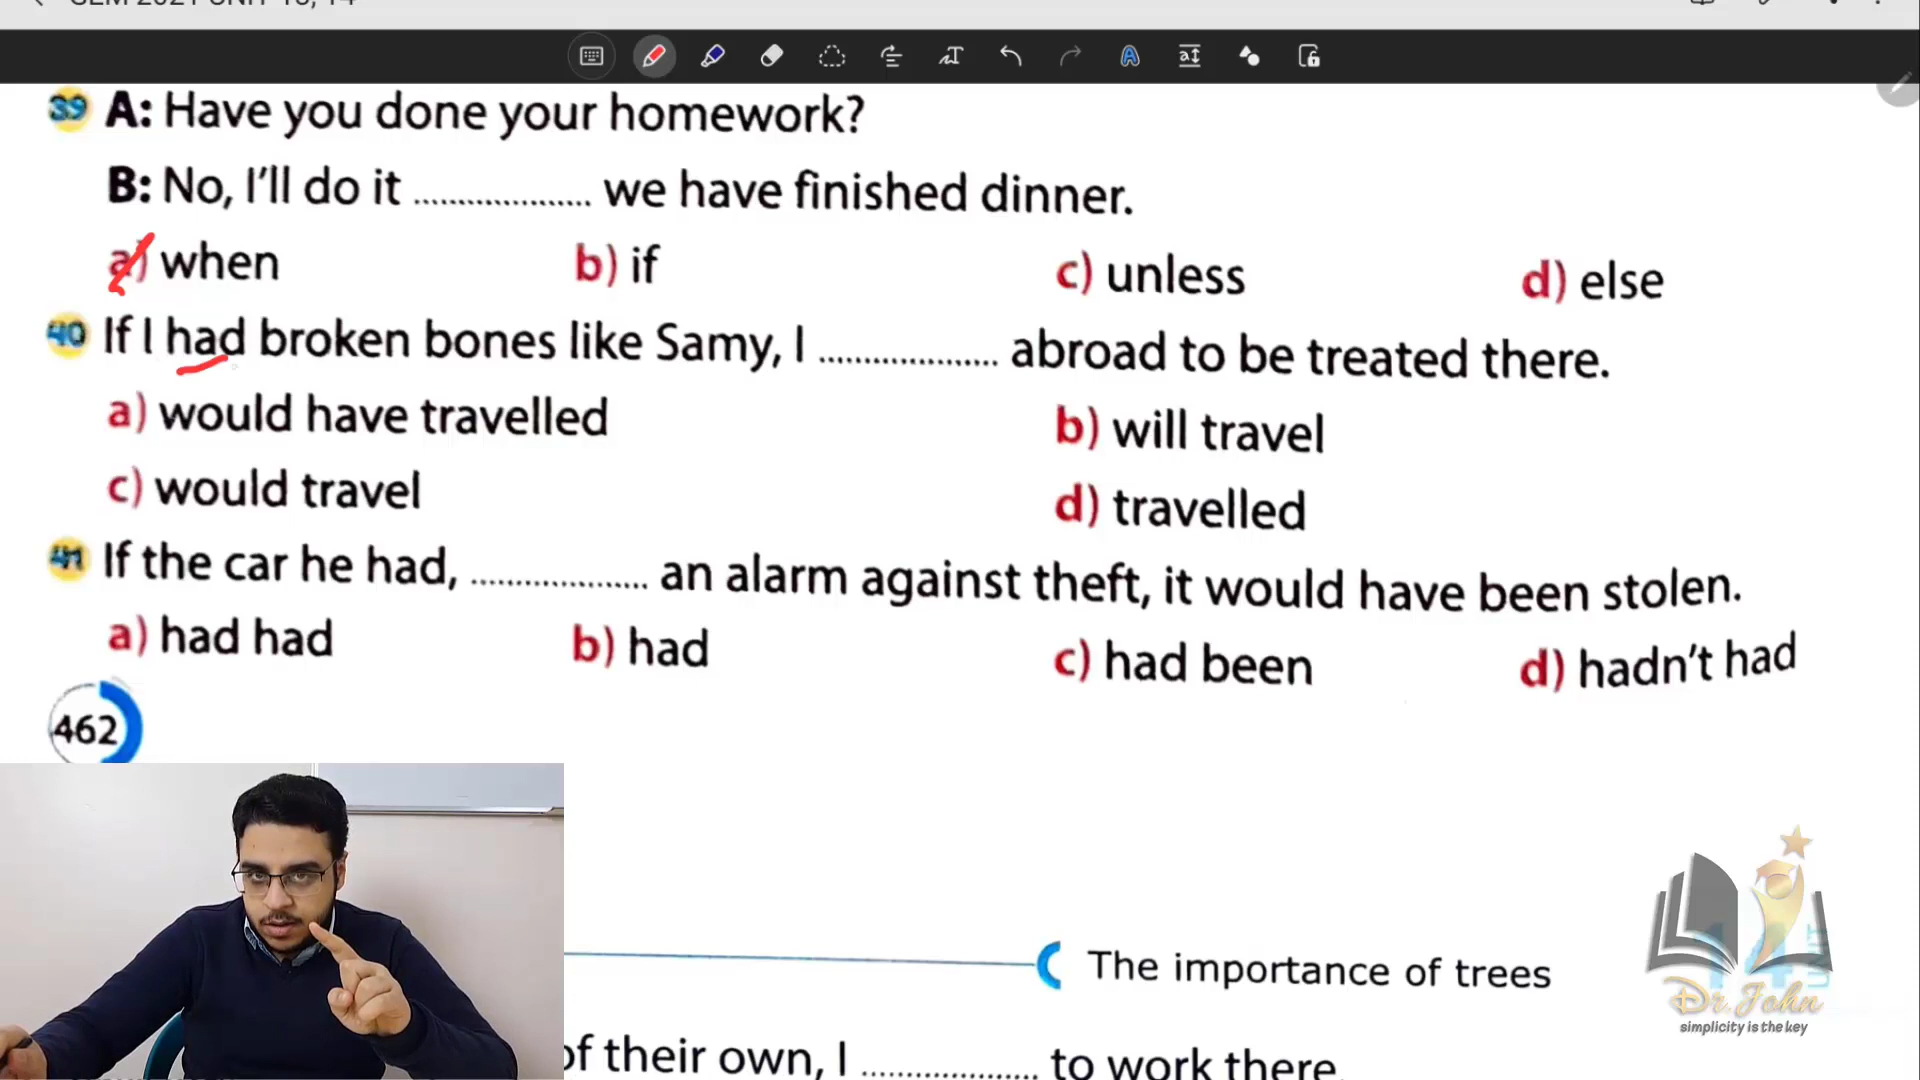 39 A: Have you done your homework?
B: No, I'll do it .................... we have finished dinner.
a) when b) if c) unless d) else
40 If I had broken bones like Samy, I .................... abroad to be treated there.
a) would have travelled b) will travel
c) would travel d) travelled
41 If the car he had, .................... an alarm against theft, it would have been stolen.
a) had had b) had c) had been d) hadn't had
462
The importance of trees
Dr. John
simplicity is the key
of their own, I .................... to work there.